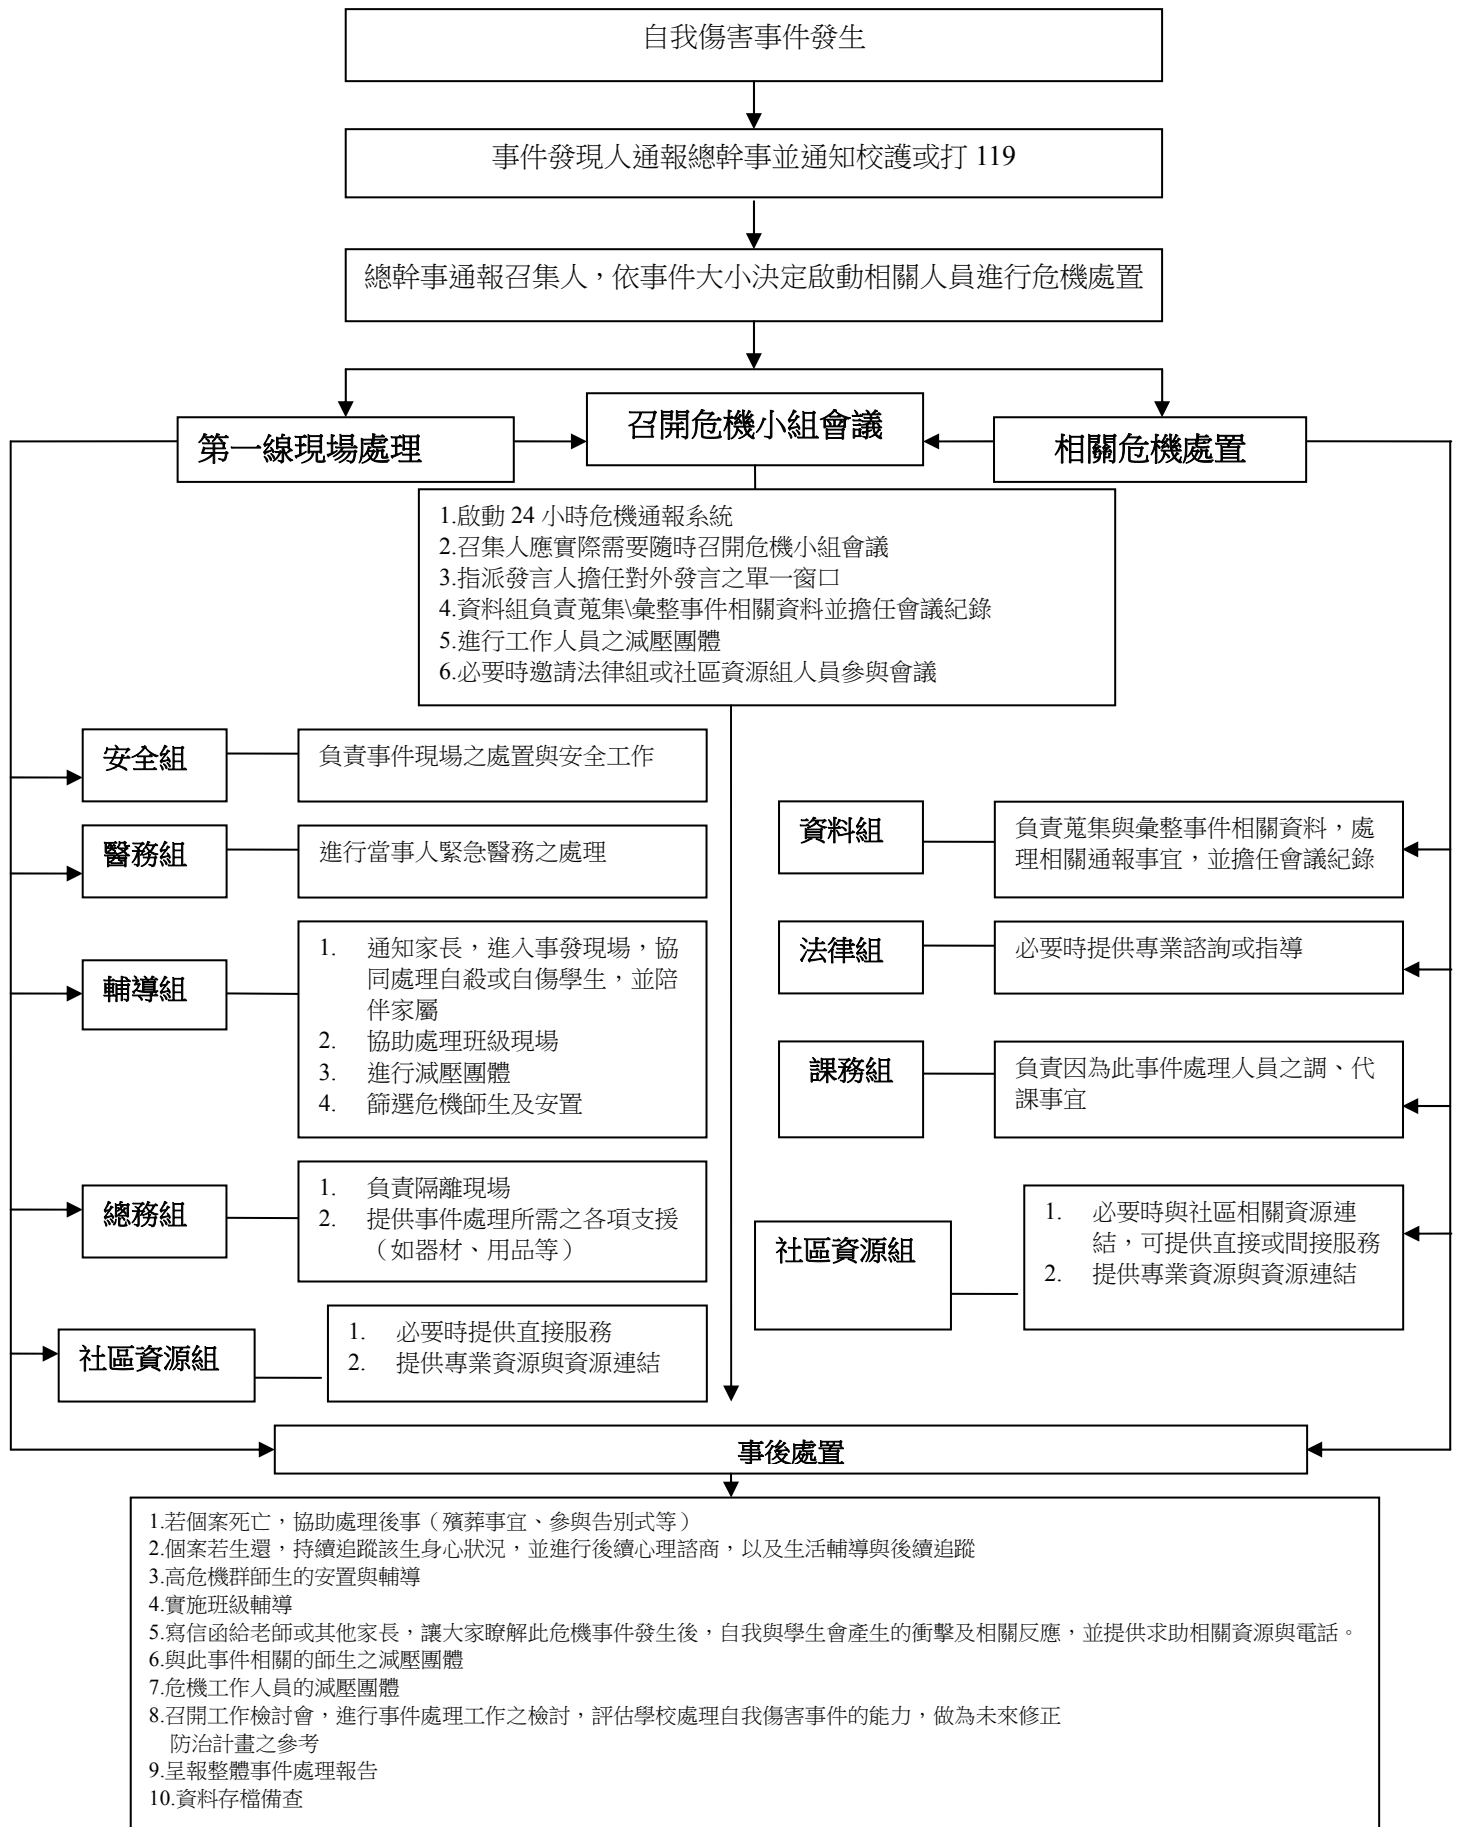 自我傷害事件發生
事件發現人通報總幹事並通知校護或打 119
總幹事通報召集人，依事件大小決定啟動相關人員進行危機處置
第一線現場處理
召開危機小組會議
相關危機處置
1.啟動 24 小時危機通報系統
2.召集人應實際需要隨時召開危機小組會議
3.指派發言人擔任對外發言之單一窗口
4.資料組負責蒐集\彙整事件相關資料並擔任會議紀錄
5.進行工作人員之減壓團體
6.必要時邀請法律組或社區資源組人員參與會議
安全組
負責事件現場之處置與安全工作
醫務組
進行當事人緊急醫務之處理
輔導組
1. 通知家長，進入事發現場，協
同處理自殺或自傷學生，並陪
伴家屬
2. 協助處理班級現場
3. 進行減壓團體
4. 篩選危機師生及安置
總務組
1. 負責隔離現場
2. 提供事件處理所需之各項支援
（如器材、用品等）
社區資源組
1. 必要時提供直接服務
2. 提供專業資源與資源連結
資料組
負責蒐集與彙整事件相關資料，處
理相關通報事宜，並擔任會議紀錄
法律組
必要時提供專業諮詢或指導
課務組
負責因為此事件處理人員之調、代
課事宜
社區資源組
1. 必要時與社區相關資源連
結，可提供直接或間接服務
2. 提供專業資源與資源連結
事後處置
1.若個案死亡，協助處理後事（殯葬事宜、參與告別式等）
2.個案若生還，持續追蹤該生身心狀況，並進行後續心理諮商，以及生活輔導與後續追蹤
3.高危機群師生的安置與輔導
4.實施班級輔導
5.寫信函給老師或其他家長，讓大家瞭解此危機事件發生後，自我與學生會產生的衝擊及相關反應，並提供求助相關資源與電話。
6.與此事件相關的師生之減壓團體
7.危機工作人員的減壓團體
8.召開工作檢討會，進行事件處理工作之檢討，評估學校處理自我傷害事件的能力，做為未來修正
防治計畫之參考
9.呈報整體事件處理報告
10.資料存檔備查